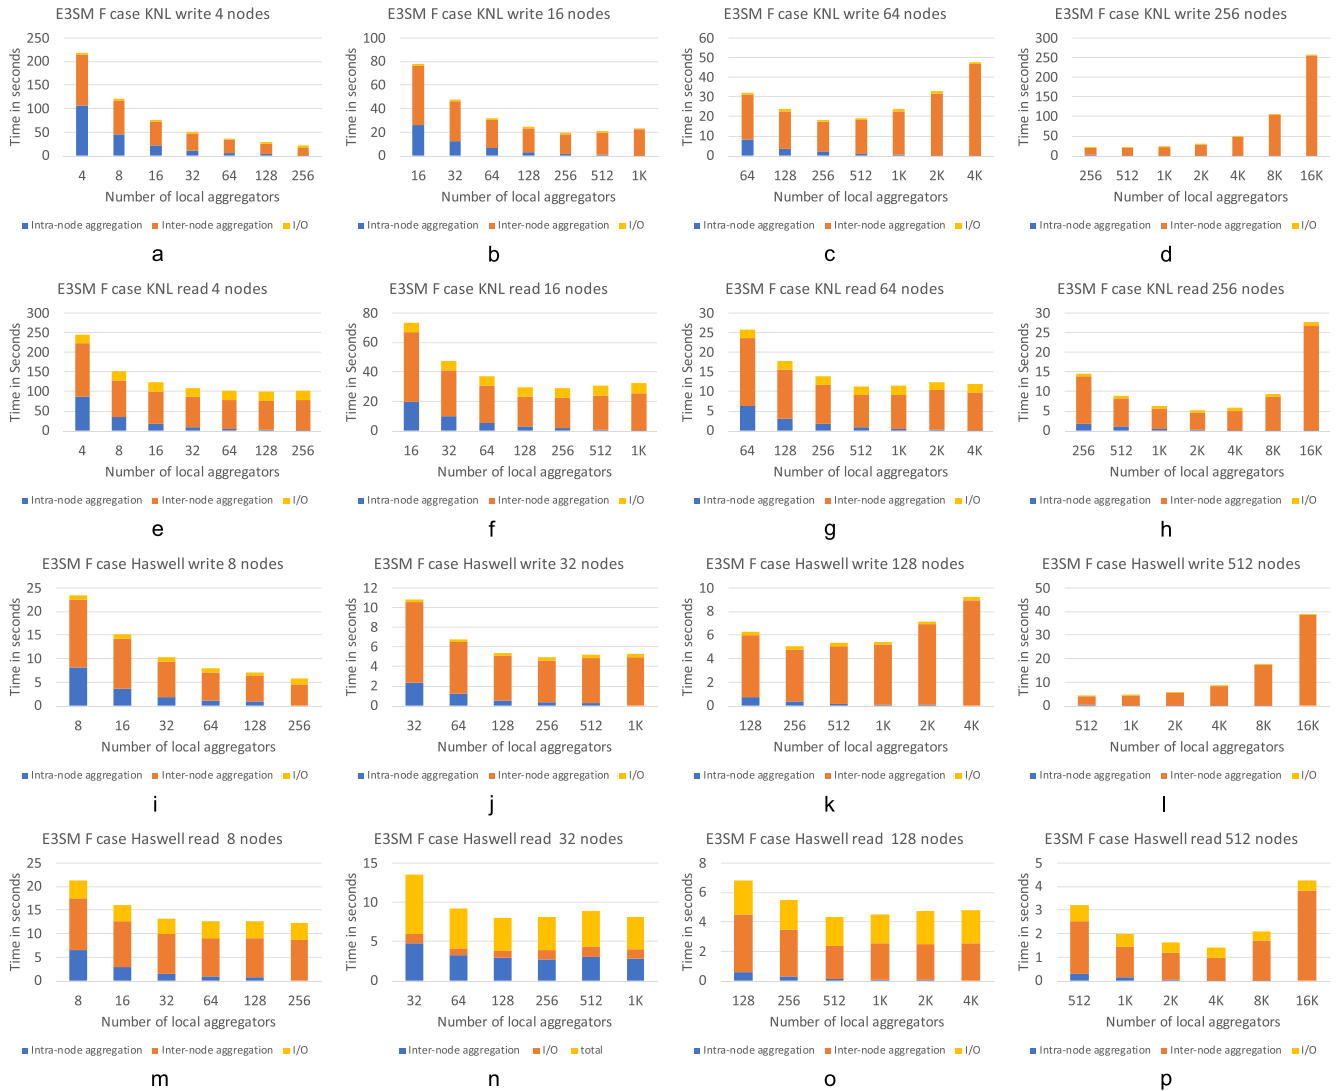 E3SM F case KNL write 4 nodes
250
200
150
100
50
0
Time in seconds
4 8 16 32 64 128 256
Number of local aggregators
Intra-node aggregation Inter-node aggregation I/O
a
E3SM F case KNL write 16 nodes
100
80
60
40
20
0
Time in seconds
16 32 64 128 256 512 1K
Number of local aggregators
Intra-node aggregation Inter-node aggregation I/O
b
E3SM F case KNL write 64 nodes
60
50
40
30
20
10
0
Time in seconds
64 128 256 512 1K 2K 4K
Number of local aggregators
Intra-node aggregation Inter-node aggregation I/O
c
E3SM F case KNL write 256 nodes
300
250
200
150
100
50
0
Time in seconds
256 512 1K 2K 4K 8K 16K
Number of local aggregators
Intra-node aggregation Inter-node aggregation I/O
d
E3SM F case KNL read 4 nodes
300
250
200
150
100
50
0
Time in Seconds
4 8 16 32 64 128 256
Number of local aggregators
Intra-node aggregation Inter-node aggregation I/O
e
E3SM F case KNL read 16 nodes
80
60
40
20
0
Time in Seconds
16 32 64 128 256 512 1K
Number of local aggregators
Intra-node aggregation Inter-node aggregation I/O
f
E3SM F case KNL read 64 nodes
30
25
20
15
10
5
0
Time in Seconds
64 128 256 512 1K 2K 4K
Number of local aggregators
Intra-node aggregation Inter-node aggregation I/O
g
E3SM F case KNL read 256 nodes
30
25
20
15
10
5
0
Time in Seconds
256 512 1K 2K 4K 8K 16K
Number of local aggregators
Intra-node aggregation Inter-node aggregation I/O
h
E3SM F case Haswell write 8 nodes
25
20
15
10
5
0
Time in seconds
8 16 32 64 128 256
Number of local aggregators
Intra-node aggregation Inter-node aggregation I/O
i
E3SM F case Haswell write 32 nodes
12
10
8
6
4
2
0
Time in seconds
32 64 128 256 512 1K
Number of local aggregators
Intra-node aggregation Inter-node aggregation I/O
j
E3SM F case Haswell write 128 nodes
10
8
6
4
2
0
Time in seconds
128 256 512 1K 2K 4K
Number of local aggregators
Intra-node aggregation Inter-node aggregation I/O
k
E3SM F case Haswell write 512 nodes
50
40
30
20
10
0
Time in seconds
512 1K 2K 4K 8K 16K
Number of local aggregators
Intra-node aggregation Inter-node aggregation I/O
l
E3SM F case Haswell read 8 nodes
25
20
15
10
5
0
Time in seconds
8 16 32 64 128 256
Number of local aggregators
Intra-node aggregation Inter-node aggregation I/O
m
E3SM F case Haswell read 32 nodes
15
10
5
0
Time in seconds
32 64 128 256 512 1K
Number of local aggregators
Inter-node aggregation I/O total
n
E3SM F case Haswell read 128 nodes
8
6
4
2
0
Time in seconds
128 256 512 1K 2K 4K
Number of local aggregators
Intra-node aggregation Inter-node aggregation I/O
o
E3SM F case Haswell read 512 nodes
5
4
3
2
1
0
Time in seconds
512 1K 2K 4K 8K 16K
Number of local aggregators
Intra-node aggregation Inter-node aggregation I/O
p